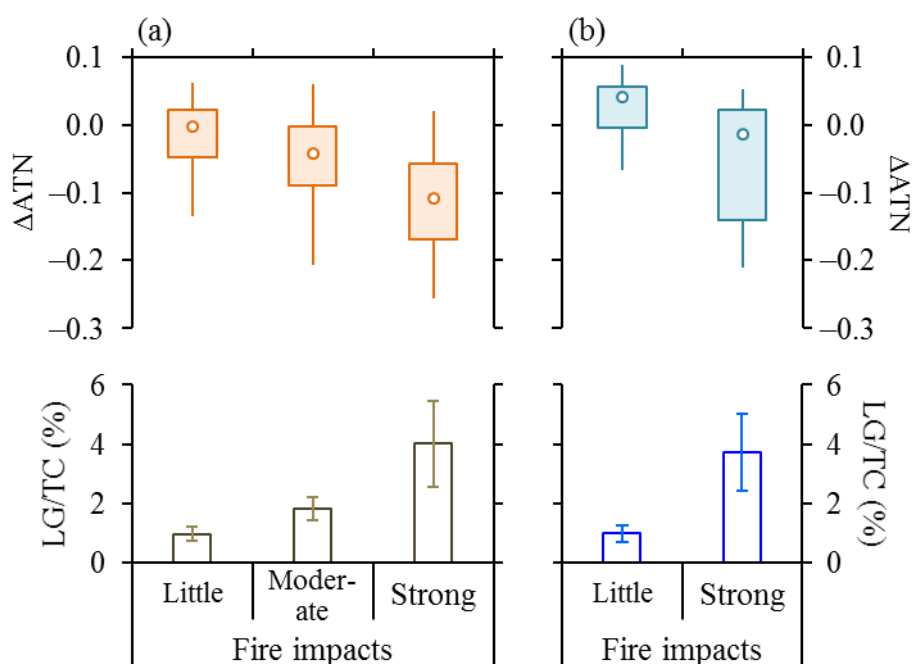 (a)
(b)
0.1
0.0
–0.1
–0.2
–0.3
ΔATN
0.1
0.0
–0.1
–0.2
–0.3
ΔATN
6
4
2
0
LG/TC (%)
6
4
2
0
LG/TC (%)
Little
Moder-
ate
Strong
Fire impacts
Little
Strong
Fire impacts